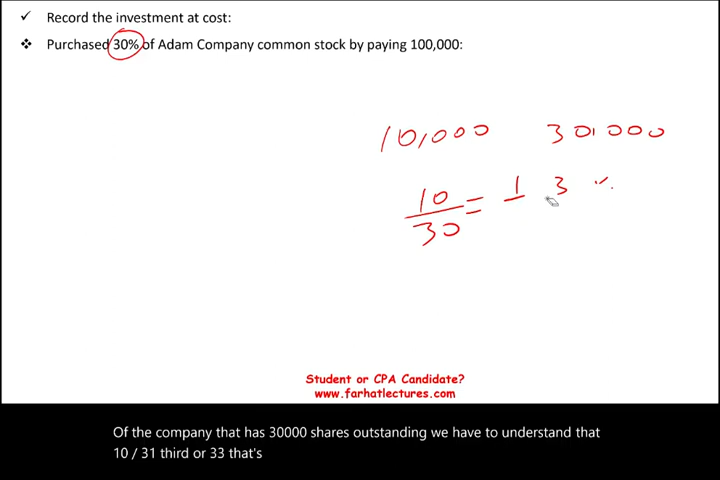 ✓ Record the investment at cost:
❖ Purchased 30% of Adam Company common stock by paying 100,000:
10,000 30,000
10/30 = 1 3 %
Student or CPA Candidate?
www.farhatlectures.com
Of the company that has 30000 shares outstanding we have to understand that
10 / 31 third or 33 that's